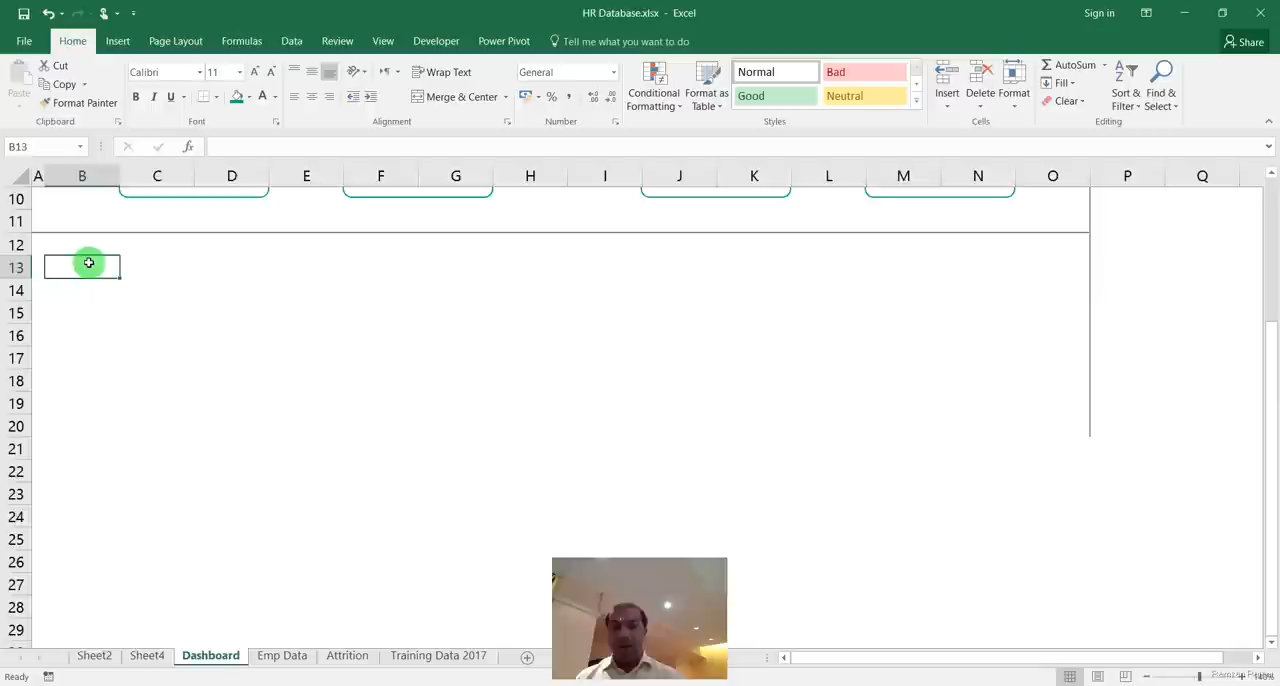 HR Database.xlsx - Excel
Sign in
File Home Insert Page Layout Formulas Data Review View Developer Power Pivot Tell me what you want to do Share
Paste
Cut
Copy
Format Painter
Clipboard
Calibri 11
B I U
Font
Wrap Text
Merge & Center
Alignment
General
Number
Conditional Formatting
Format as Table
Normal Bad
Good Neutral
Styles
Insert Delete Format
Cells
AutoSum
Fill
Clear
Sort & Filter
Find & Select
Editing
B13
fx
A B C D E F G H I J K L M N O P Q
10
11
12
13
14
15
16
17
18
19
20
21
22
23
24
25
26
27
28
29
Sheet2 Sheet4 Dashboard Emp Data Attrition Training Data 2017
Ready